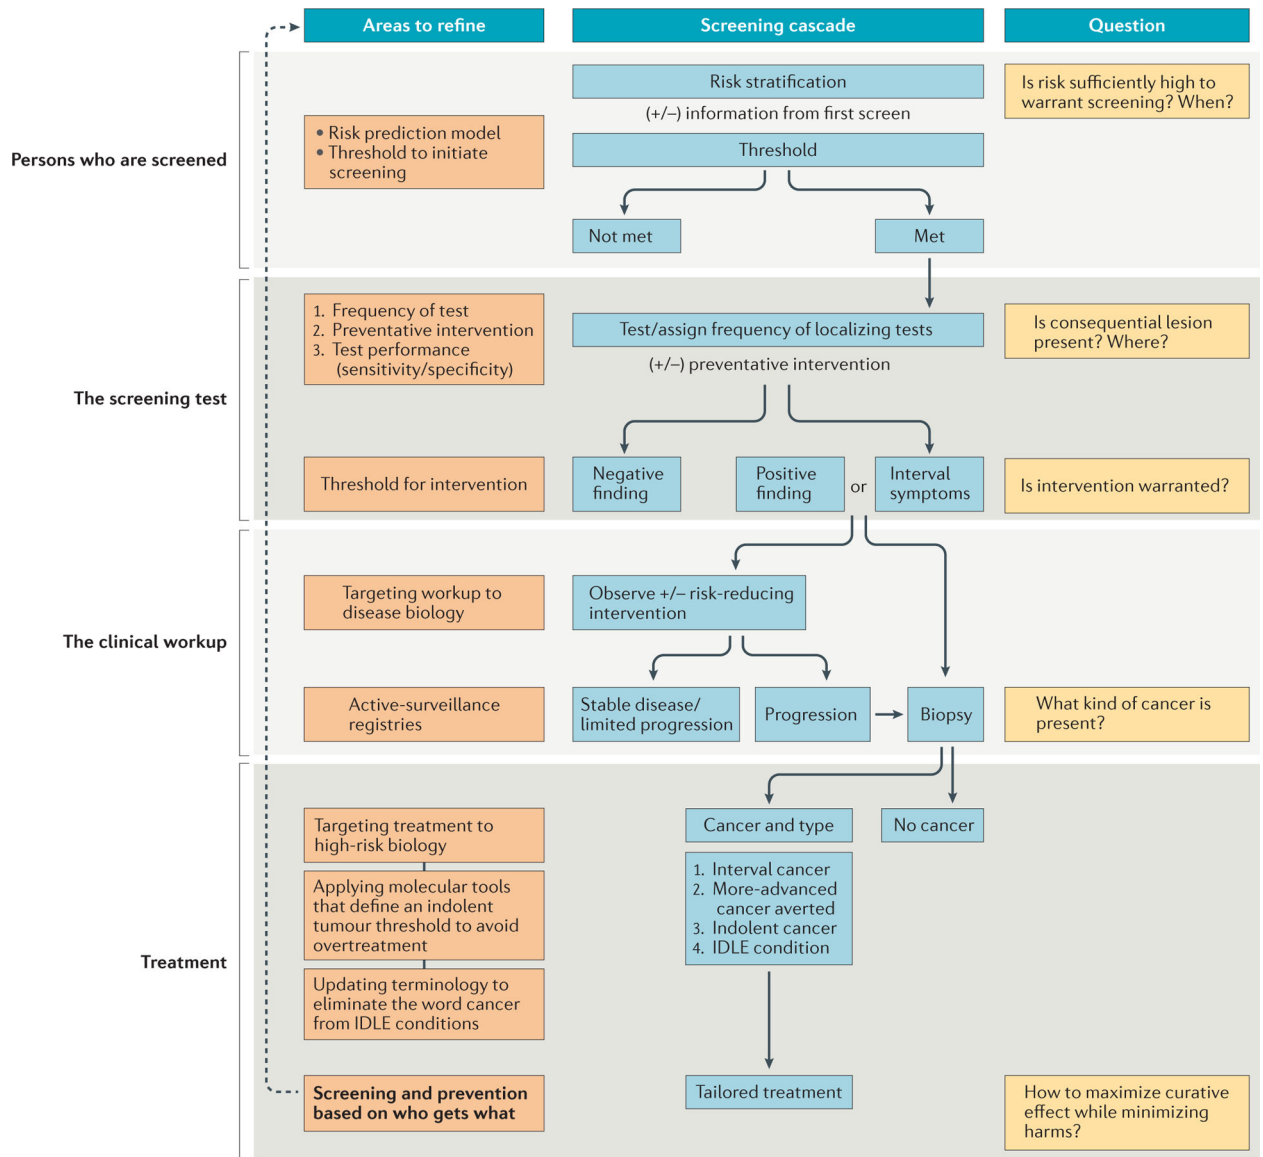 Areas to refine
Screening cascade
Question
Persons who are screened
Risk stratification
(+/–) information from first screen
Is risk sufficiently high to
warrant screening? When?
• Risk prediction model
• Threshold to initiate
screening
Threshold
Not met
Met
The screening test
1. Frequency of test
2. Preventative intervention
3. Test performance
(sensitivity/specificity)
Test/assign frequency of localizing tests
(+/–) preventative intervention
Is consequential lesion
present? Where?
Threshold for intervention
Negative
finding
Positive
finding
or
Interval
symptoms
Is intervention warranted?
The clinical workup
Targeting workup to
disease biology
Observe +/– risk-reducing
intervention
Active-surveillance
registries
Stable disease/
limited progression
Progression
Biopsy
What kind of cancer is
present?
Treatment
Targeting treatment to
high-risk biology
Cancer and type
No cancer
Applying molecular tools
that define an indolent
tumour threshold to avoid
overtreatment
1. Interval cancer
2. More-advanced
cancer averted
3. Indolent cancer
4. IDLE condition
Updating terminology to
eliminate the word cancer
from IDLE conditions
Screening and prevention
based on who gets what
Tailored treatment
How to maximize curative
effect while minimizing
harms?